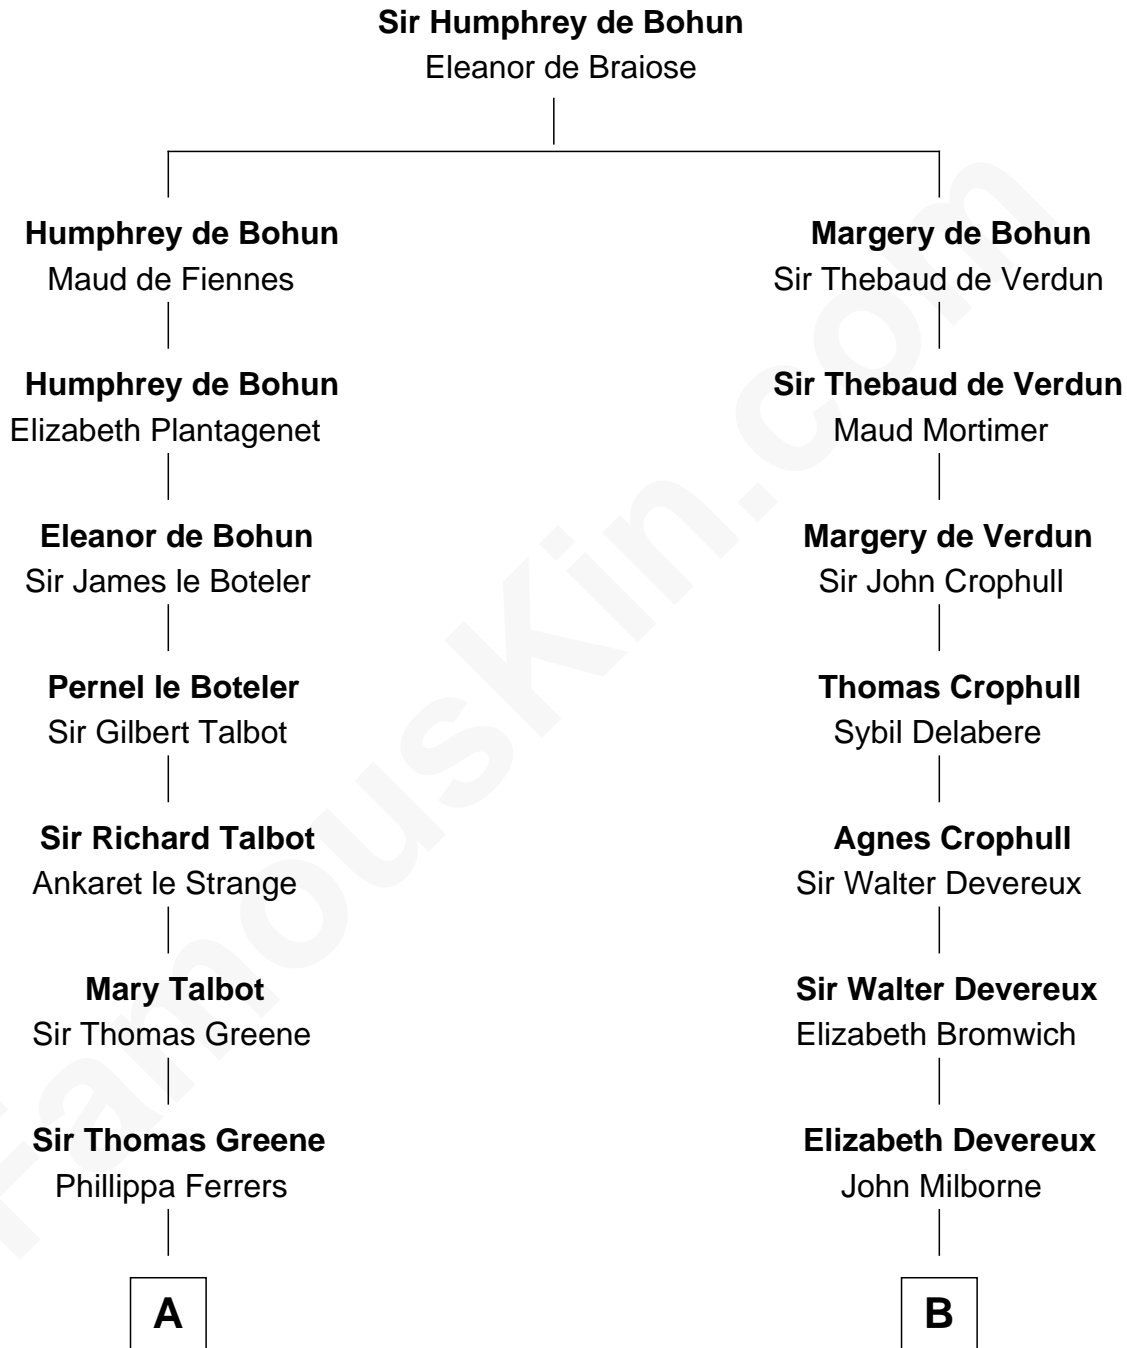 Sir Humphrey de Bohun
Eleanor de Braiose
Humphrey de Bohun
Maud de Fiennes
Humphrey de Bohun
Elizabeth Plantagenet
Eleanor de Bohun
Sir James le Boteler
Pernel le Boteler
Sir Gilbert Talbot
Sir Richard Talbot
Ankaret le Strange
Mary Talbot
Sir Thomas Greene
Sir Thomas Greene
Phillippa Ferrers
A
Margery de Bohun
Sir Thebaud de Verdun
Sir Thebaud de Verdun
Maud Mortimer
Margery de Verdun
Sir John Crophull
Thomas Crophull
Sybil Delabere
Agnes Crophull
Sir Walter Devereux
Sir Walter Devereux
Elizabeth Bromwich
Elizabeth Devereux
John Milborne
B
FamousKin.com